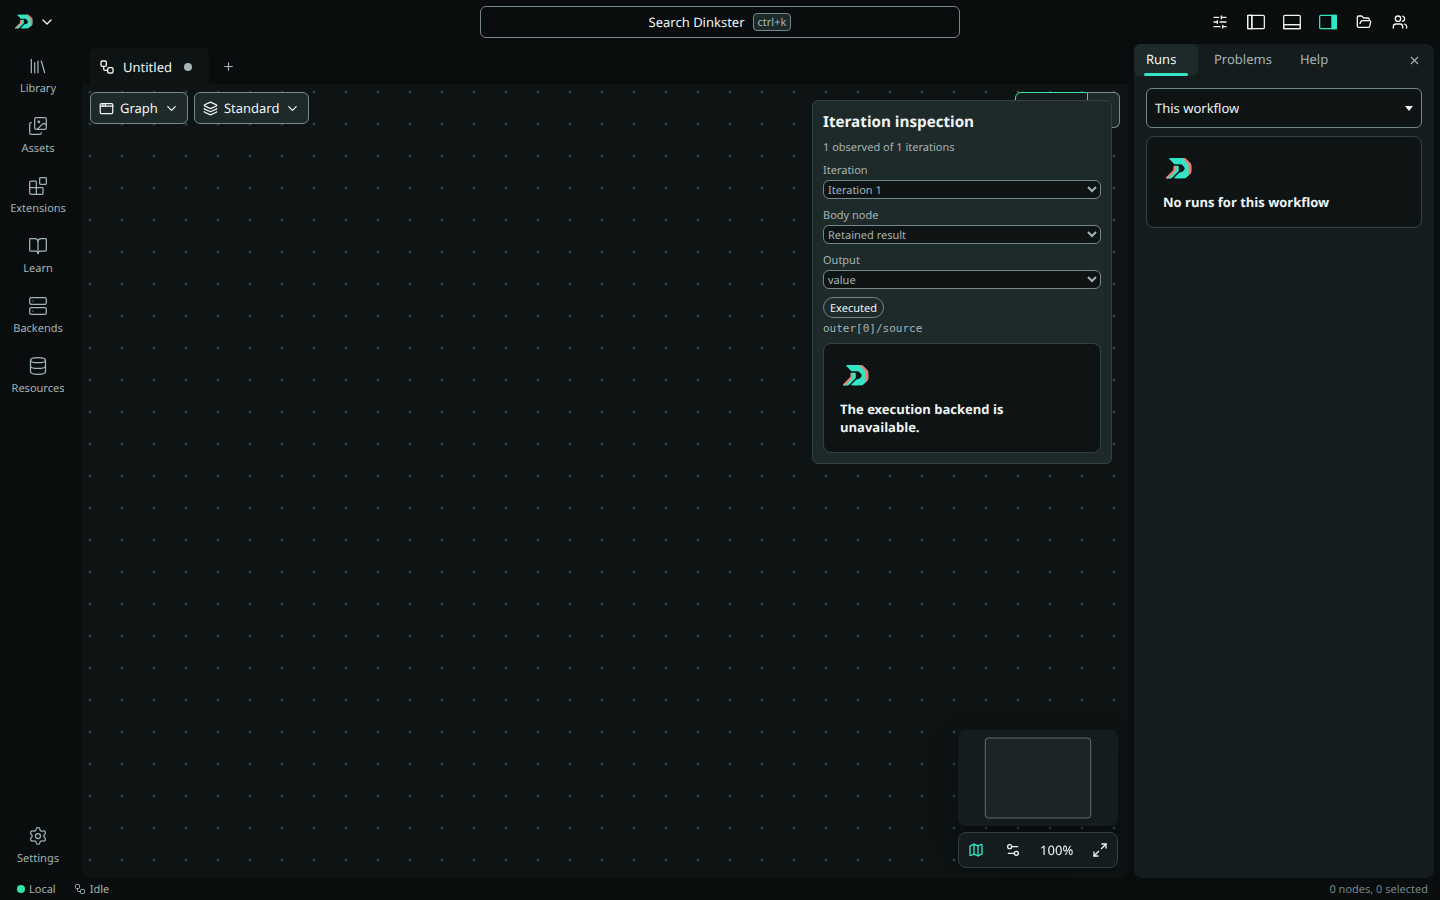 Search Dinkster ctrl+k
Library
Assets
Extensions
Learn
Backends
Resources
Settings
Untitled
Graph
Standard
Iteration inspection
1 observed of 1 iterations
Iteration
Iteration 1
Body node
Retained result
Output
value
Executed
outer[0]/source
The execution backend is
unavailable.
100%
Runs Problems Help
This workflow
No runs for this workflow
Local Idle
0 nodes, 0 selected